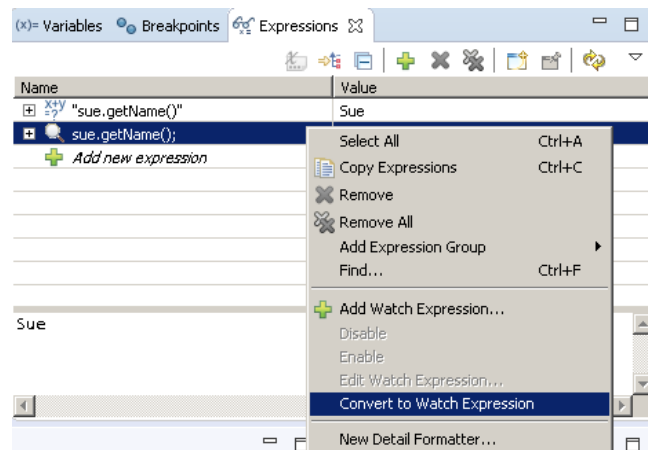 (x)= Variables Breakpoints Expressions
Name Value
X+Y =? "sue.getName()" Sue
sue.getName();
Add new expression
Select All Ctrl+A
Copy Expressions Ctrl+C
Remove
Remove All
Add Expression Group
Find... Ctrl+F
Add Watch Expression...
Disable
Enable
Edit Watch Expression...
Convert to Watch Expression
New Detail Formatter...
Sue